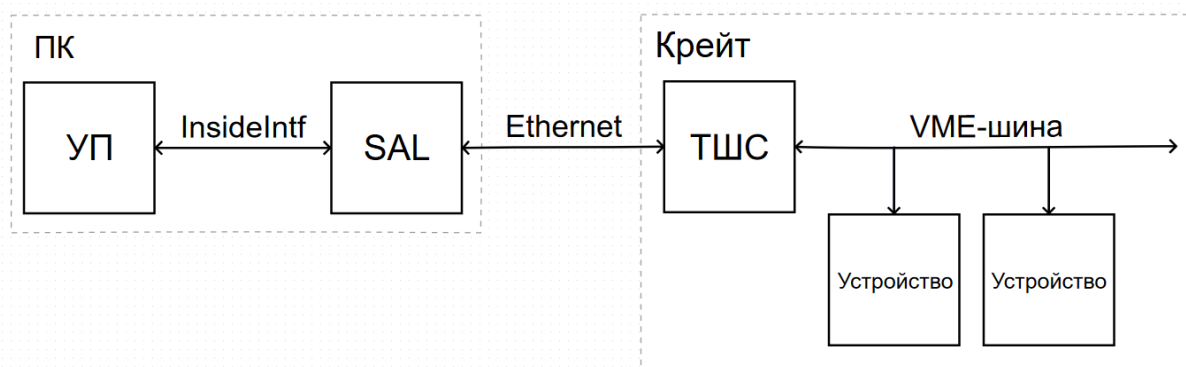 ПК
Крейт
УП
InsideIntf
SAL
Ethernet
ТШС
VME-шина
Устройство
Устройство